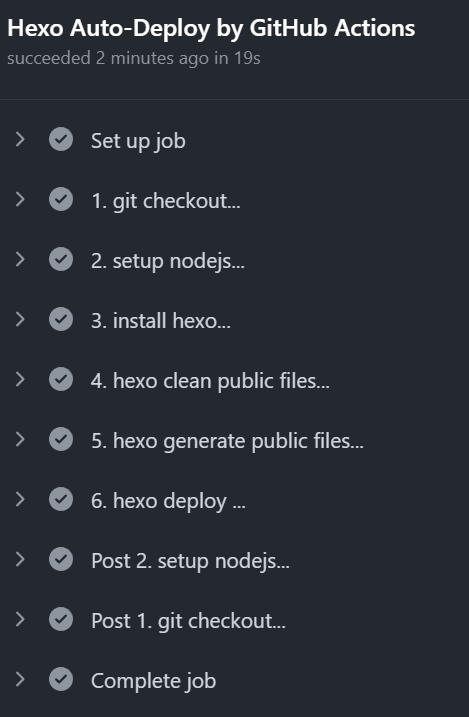 Hexo Auto-Deploy by GitHub Actions
succeeded 2 minutes ago in 19s
Set up job
1. git checkout...
2. setup nodejs...
3. install hexo...
4. hexo clean public files...
5. hexo generate public files...
6. hexo deploy ...
Post 2. setup nodejs...
Post 1. git checkout...
Complete job